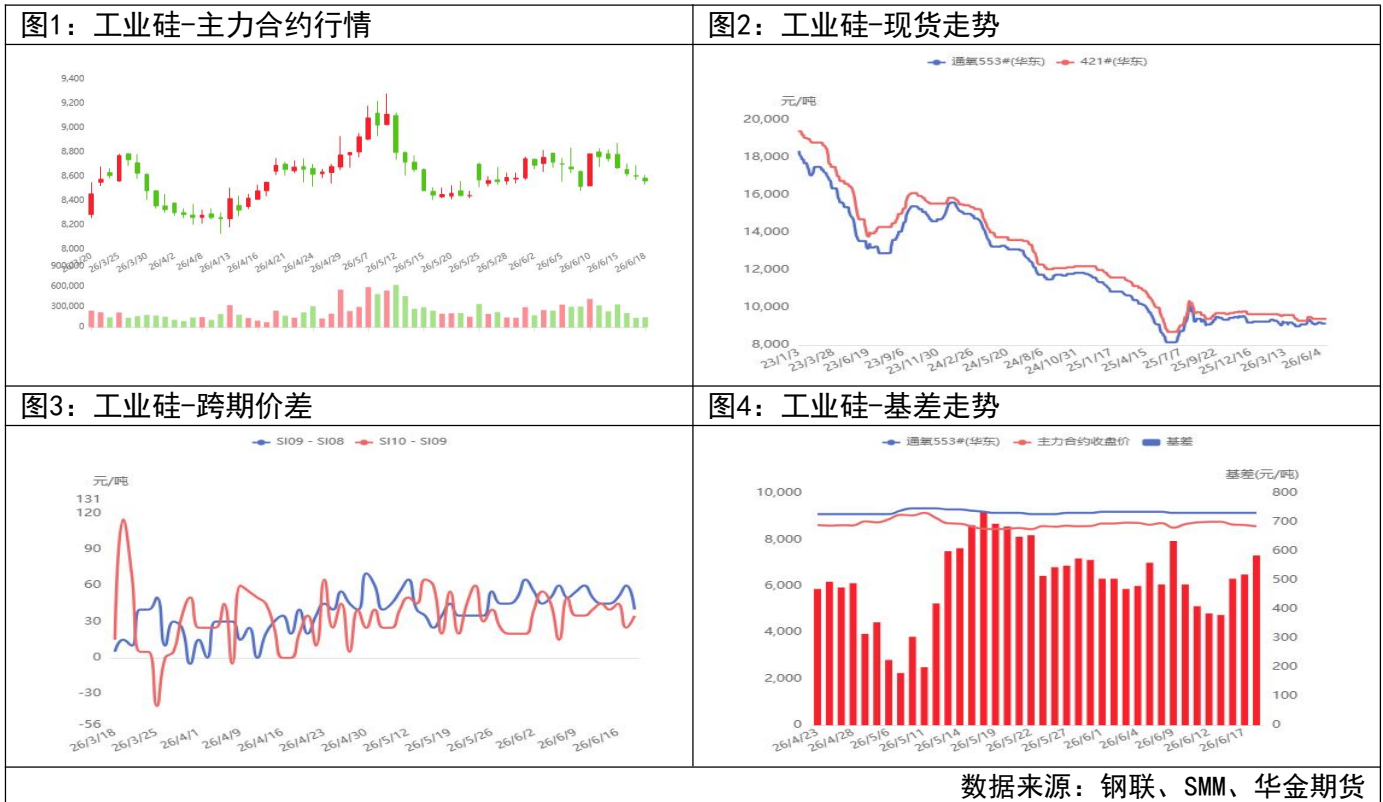 图1: 工业硅-主力合约行情
9,400
9,200
9,000
8,800
8,600
8,400
8,200
8,000
26/3/20 26/3/25 26/3/30 26/4/2 26/4/8 26/4/13 26/4/16 26/4/21 26/4/24 26/4/29 26/5/7 26/5/12 26/5/15 26/5/20 26/5/25 26/5/28 26/6/2 26/6/5 26/6/10 26/6/15 26/6/18
900,000
600,000
300,000
0
图2: 工业硅-现货走势
通氧553#(华东) 421#(华东)
元/吨
20,000
18,000
16,000
14,000
12,000
10,000
8,000
23/1/3 23/3/28 23/6/19 23/9/6 23/11/30 24/2/26 24/5/20 24/8/6 24/10/31 25/1/17 25/4/15 25/7/7 25/9/22 25/12/16 26/3/13 26/6/4
图3: 工业硅-跨期价差
SI09 - SI08 SI10 - SI09
元/吨
131
120
90
60
30
0
-30
-56
26/3/18 26/3/25 26/4/1 26/4/9 26/4/16 26/4/23 26/4/30 26/5/12 26/5/19 26/5/26 26/6/2 26/6/9 26/6/16
图4: 工业硅-基差走势
通氧553#(华东) 主力合约收盘价 基差
基差(元/吨)
10,000 800
700
8,000 600
6,000 500
400
4,000 300
2,000 200
100
0 0
26/4/23 26/4/28 26/5/6 26/5/11 26/5/14 26/5/19 26/5/22 26/5/27 26/6/1 26/6/4 26/6/9 26/6/12 26/6/17
数据来源: 钢联、SMM、华金期货